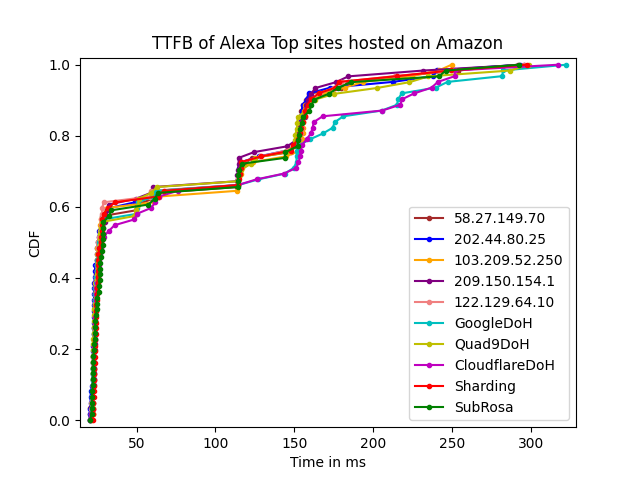 TTFB of Alexa Top sites hosted on Amazon
1.0
0.8
0.6
0.4
0.2
0.0
CDF
58.27.149.70
202.44.80.25
103.209.52.250
209.150.154.1
122.129.64.10
GoogleDoH
Quad9DoH
CloudflareDoH
Sharding
SubRosa
50 100 150 200 250 300
Time in ms